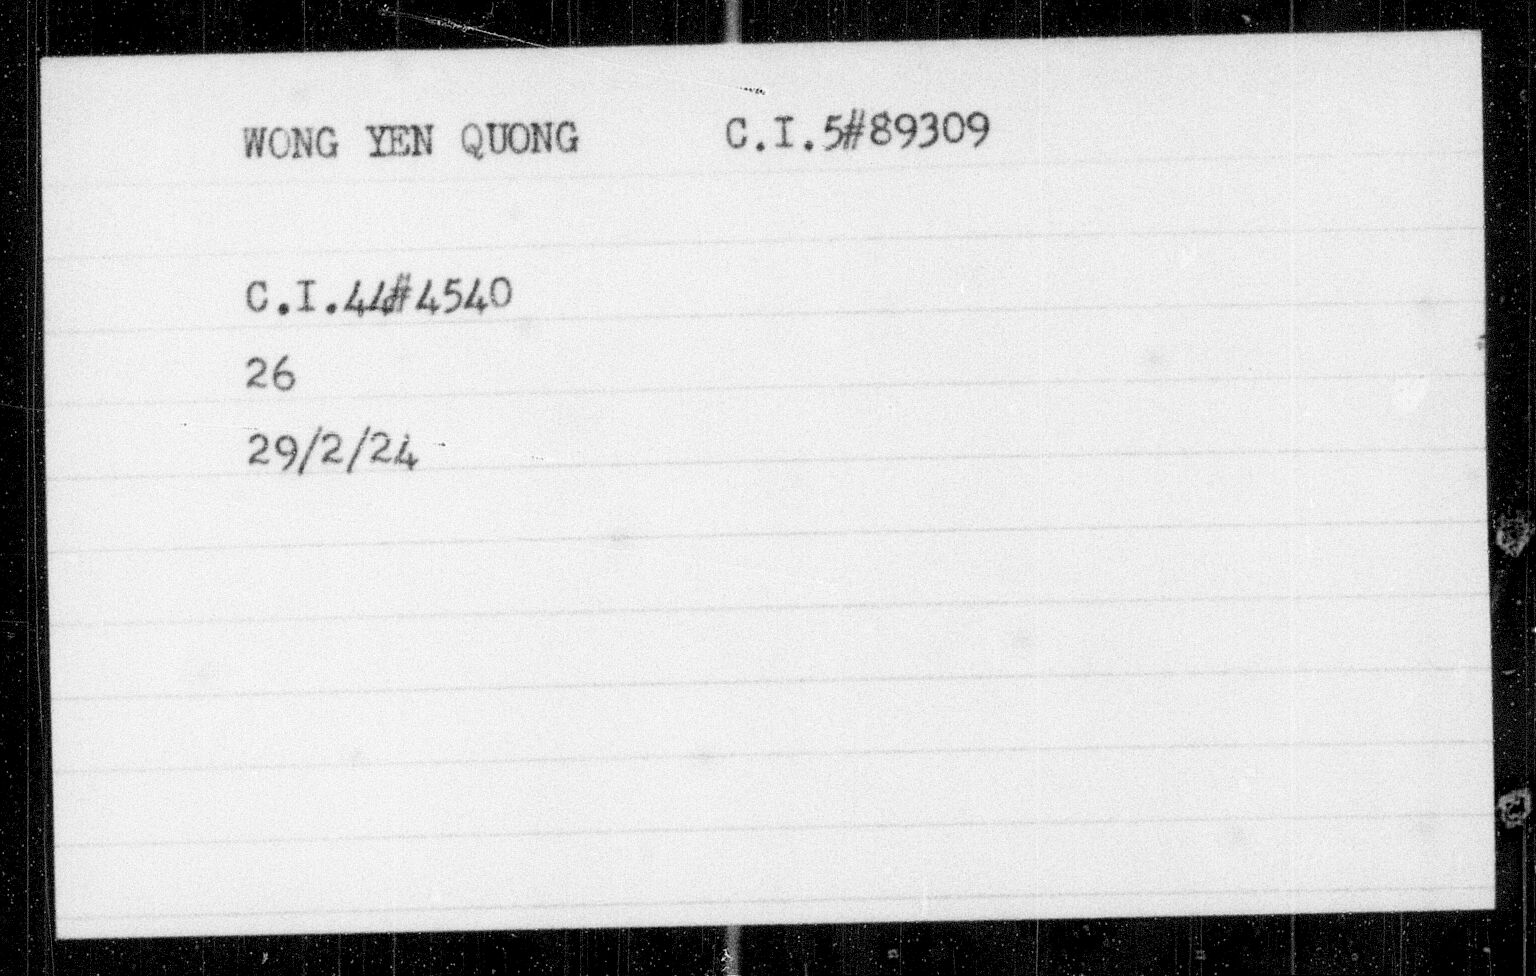 WONG YEN QUONG C.I.5#89309
C.I.44#4540
26
29/2/24